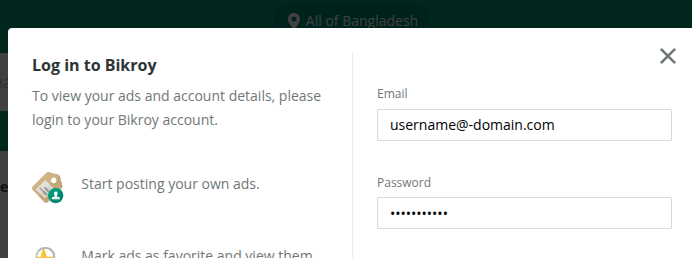 All of Bangladesh
Log in to Bikroy
To view your ads and account details, please
login to your Bikroy account.
Start posting your own ads.
Mark ads as favorite and view them
Email
username@-domain.com
Password
•••••••••••